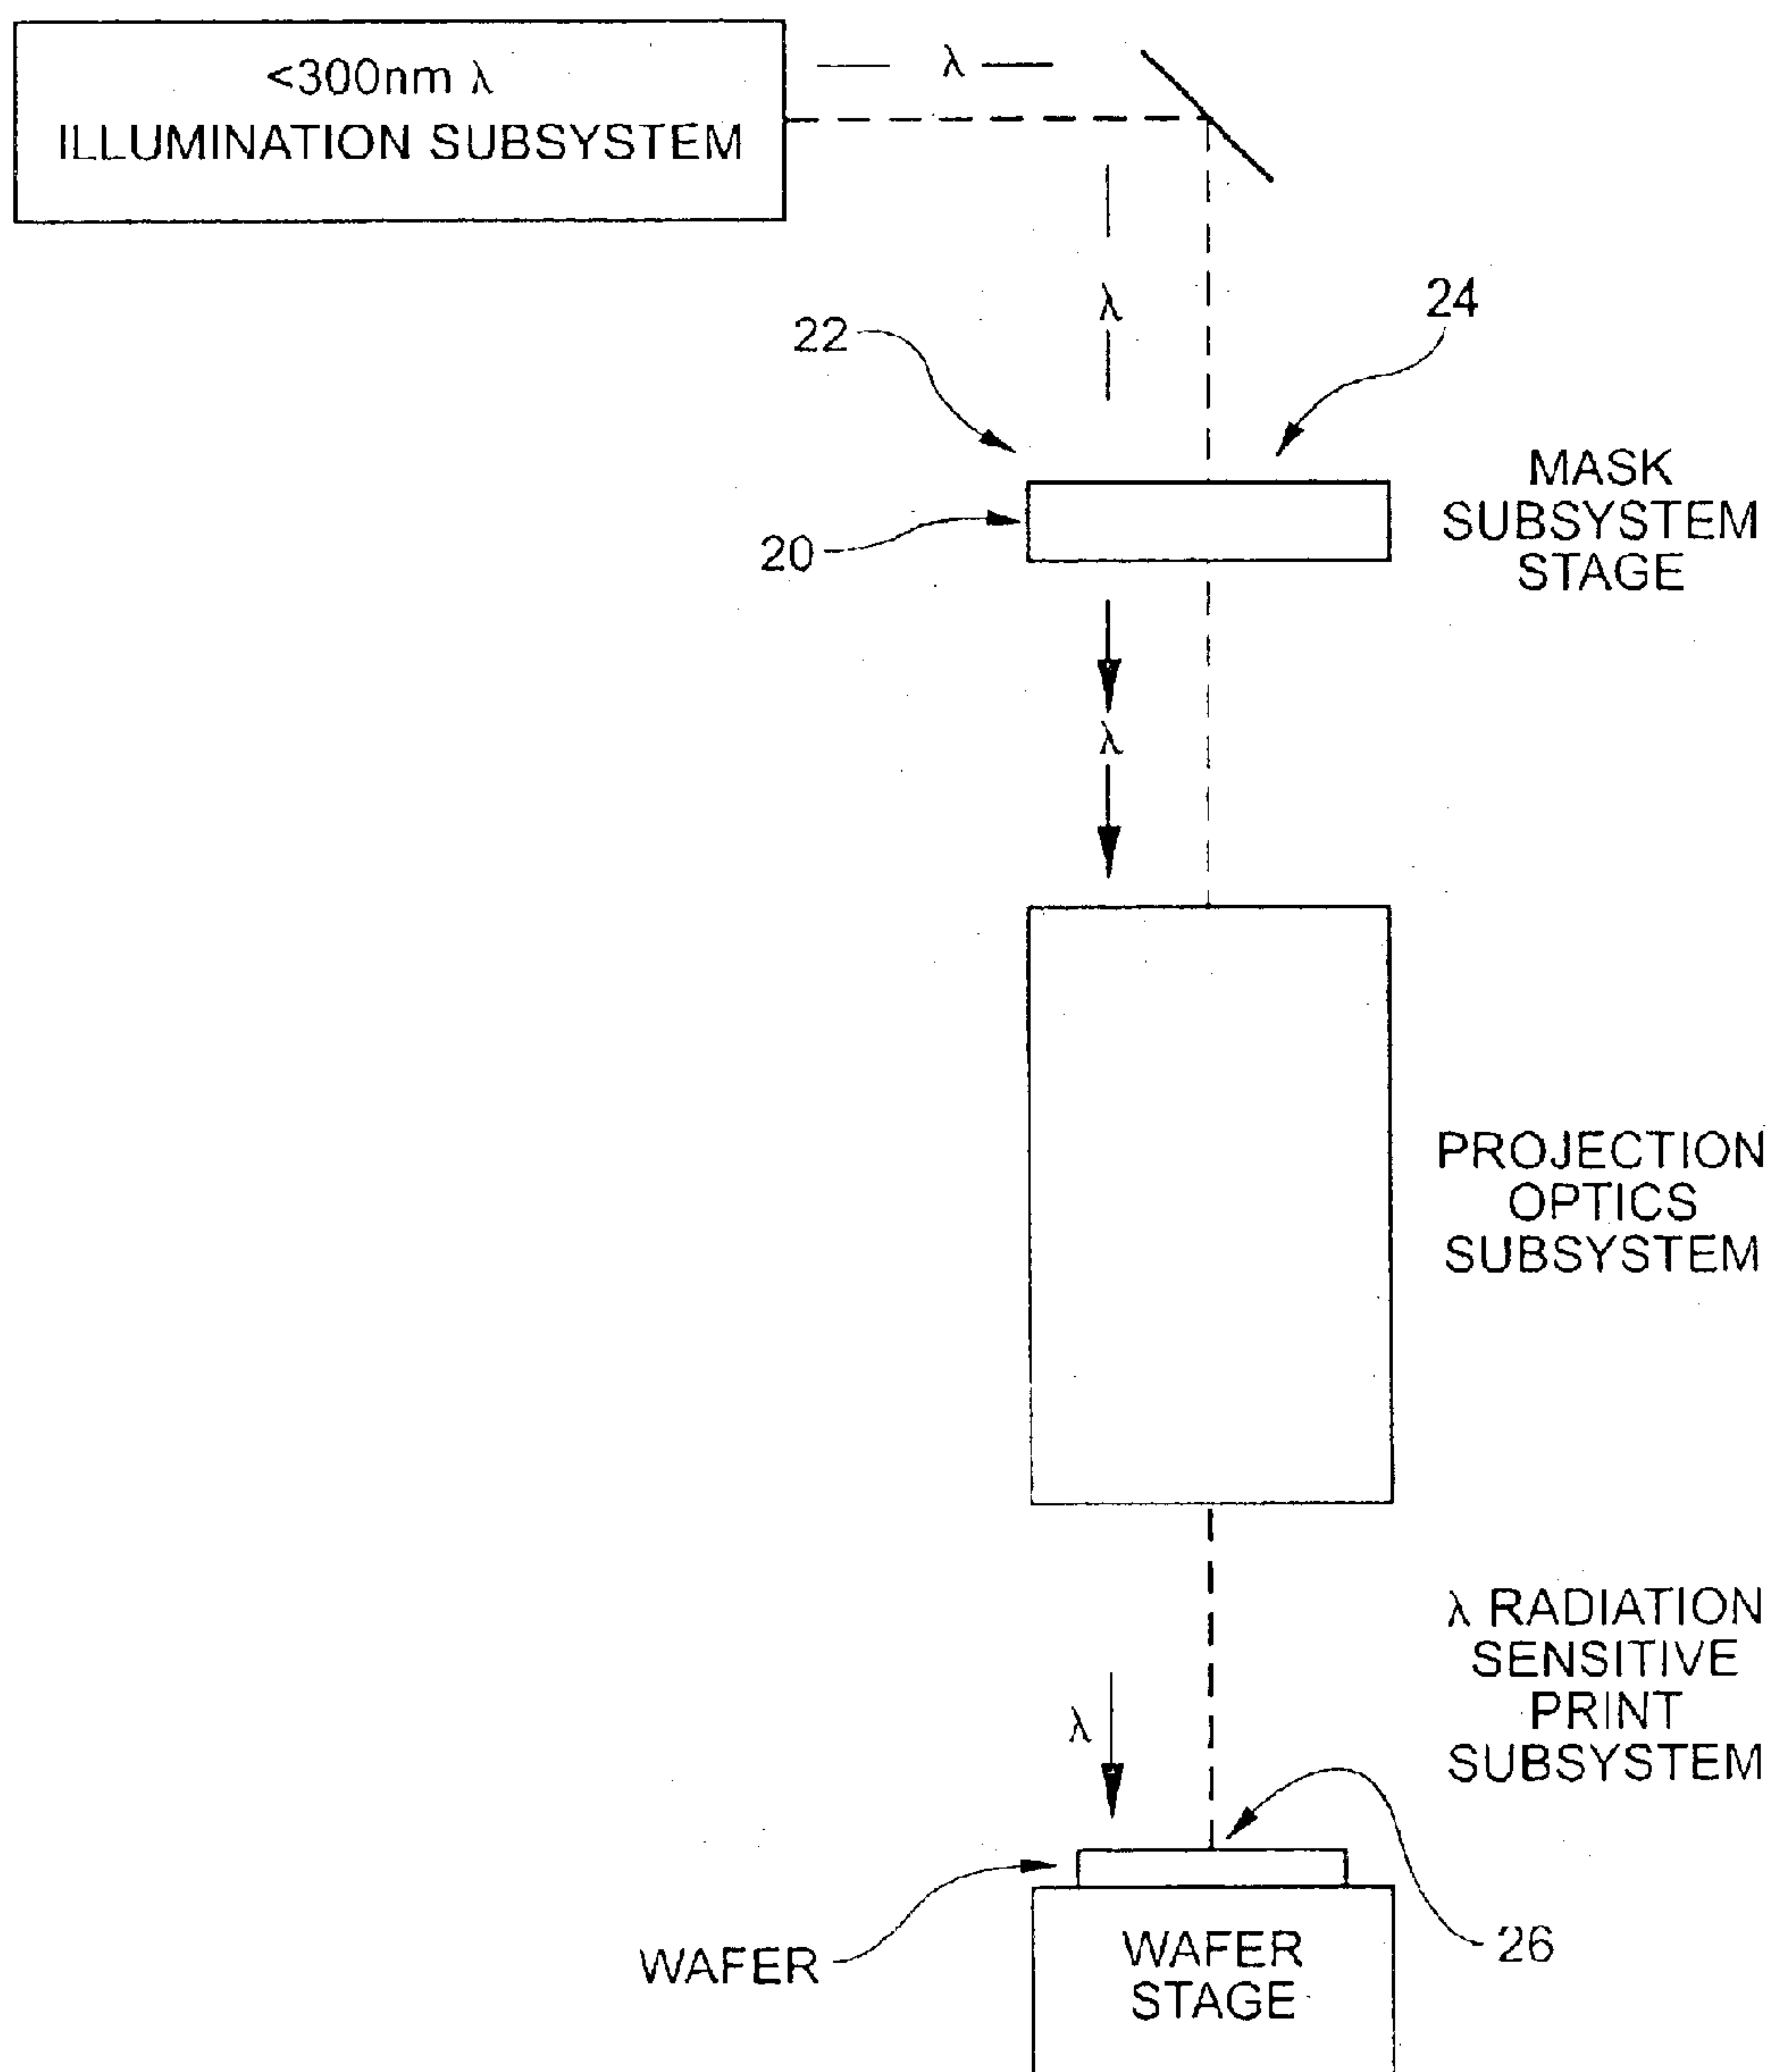 <300nm λ
ILLUMINATION SUBSYSTEM
λ
λ
22
24
20
MASK
SUBSYSTEM
STAGE
λ
PROJECTION
OPTICS
SUBSYSTEM
λ RADIATION
SENSITIVE
PRINT
SUBSYSTEM
λ
WAFER
WAFER
STAGE
26